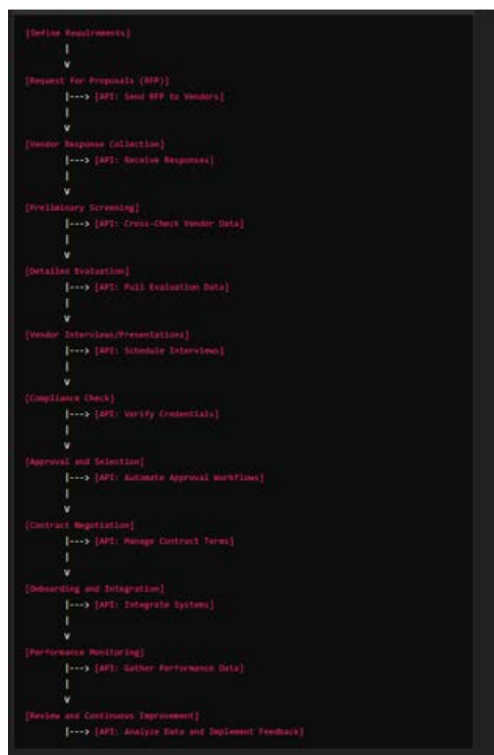 [Define Requirements]
|
v
[Request for Proposals (RFP)]
|---> [API: Send RFP to Vendors]
|
v
[Vendor Response Collection]
|---> [API: Receive Responses]
|
v
[Preliminary Screening]
|---> [API: Cross-Check Vendor Data]
|
v
[Detailed Evaluation]
|---> [API: Pull Evaluation Data]
|
v
[Vendor Interviews/Presentations]
|---> [API: Schedule Interviews]
|
v
[Compliance Check]
|---> [API: Verify Credentials]
|
v
[Approval and Selection]
|---> [API: Automate Approval Workflows]
|
v
[Contract Negotiation]
|---> [API: Manage Contract Terms]
|
v
[Onboarding and Integration]
|---> [API: Integrate Systems]
|
v
[Performance Monitoring]
|---> [API: Gather Performance Data]
|
v
[Review and Continuous Improvement]
|---> [API: Analyze Data and Implement Feedback]